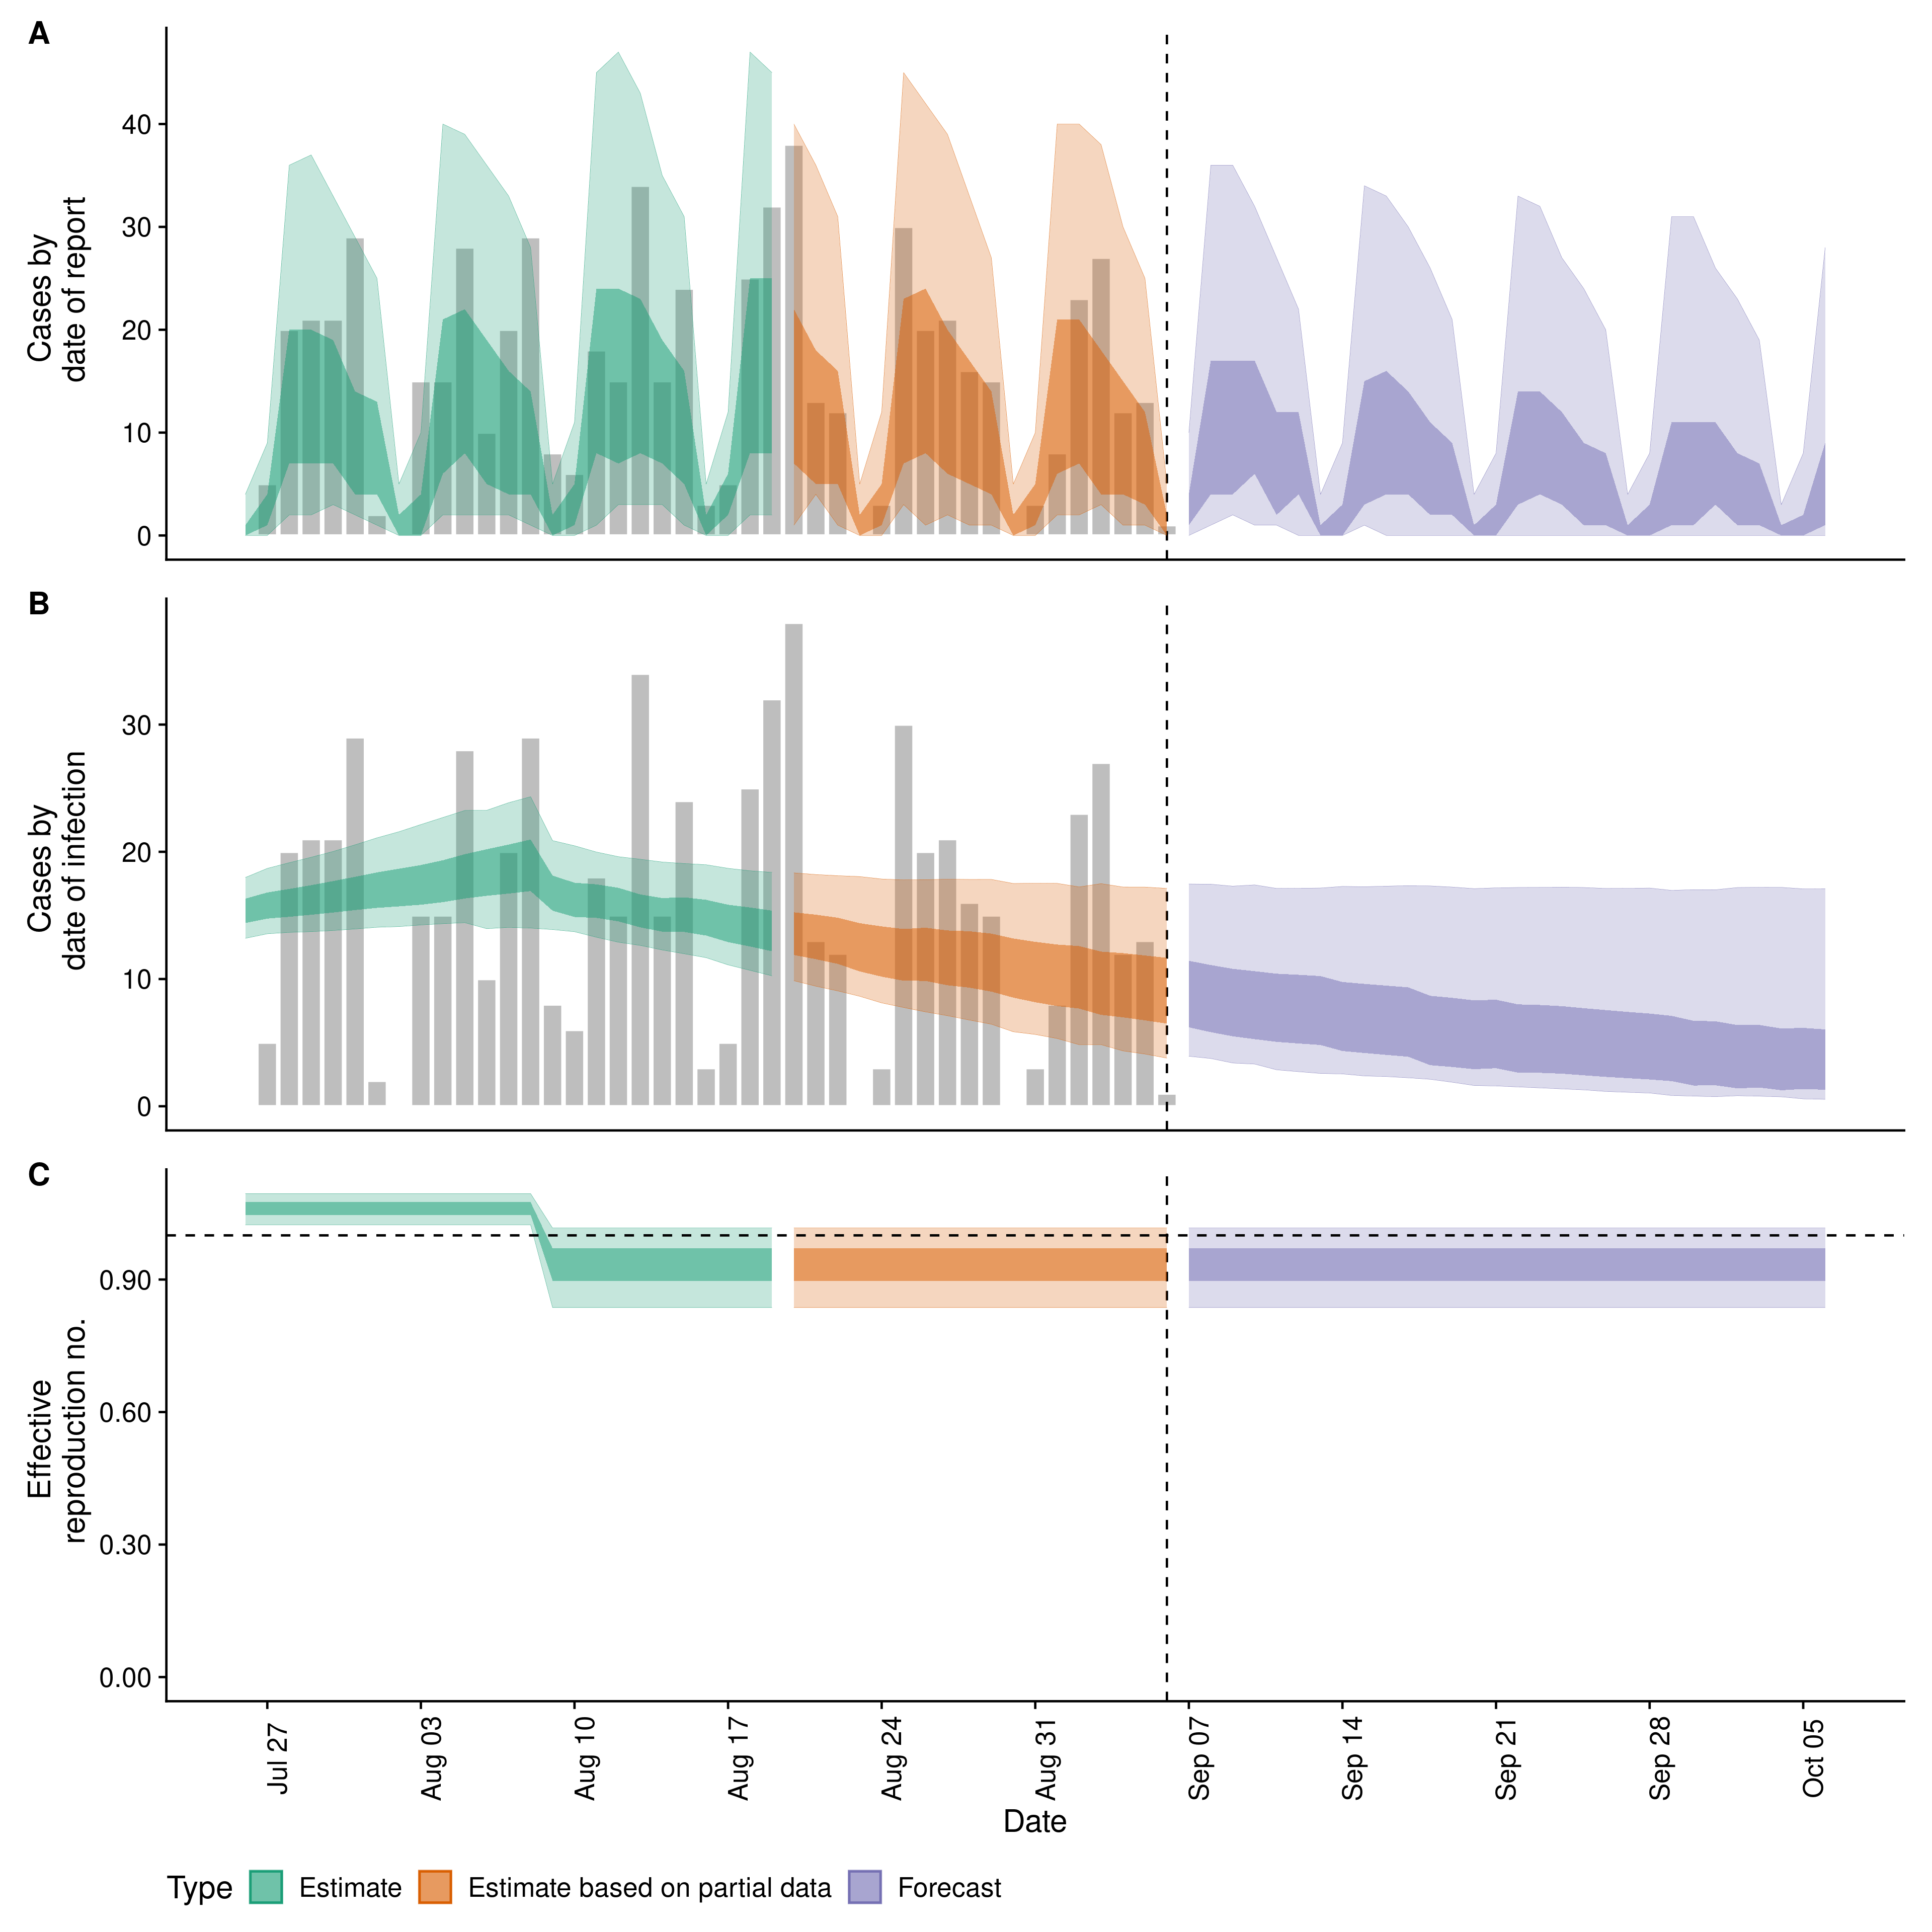 A
Cases by
date of report
40
30
20
10
0
B
Cases by
date of infection
30
20
10
0
C
Effective
reproduction no.
0.90
0.60
0.30
0.00
Jul 27
Aug 03
Aug 10
Aug 17
Aug 24
Aug 31
Sep 07
Sep 14
Sep 21
Sep 28
Oct 05
Date
Type Estimate Estimate based on partial data Forecast